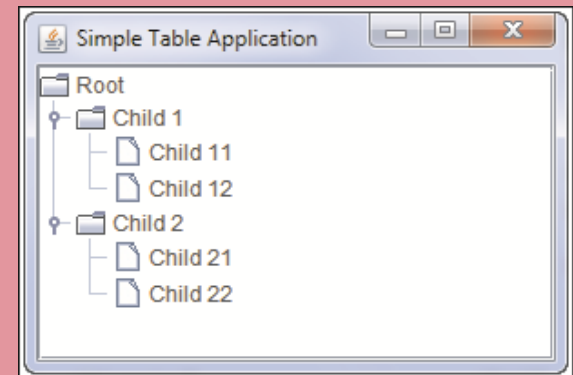 Simple Table Application
Root
Child 1
Child 11
Child 12
Child 2
Child 21
Child 22